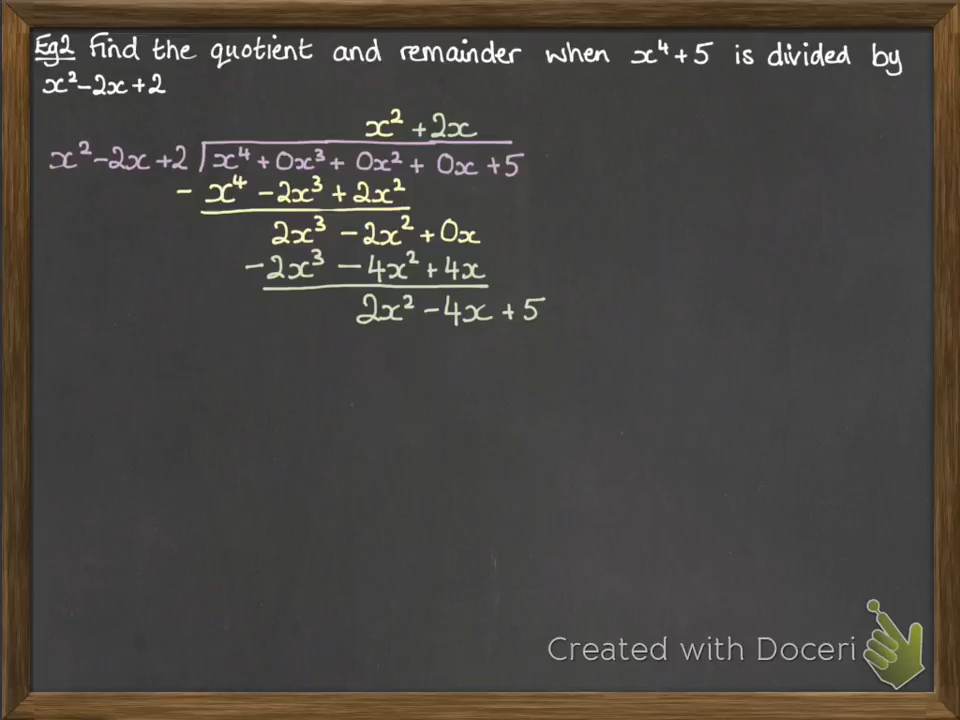 Eg2 Find the quotient and remainder when x⁴+5 is divided by
x²-2x+2
x² +2x
x²-2x+2 x⁴+0x³+0x²+0x+5
- x⁴-2x³+2x²
2x³-2x²+0x
-2x³-4x²+4x
2x²-4x+5
Created with Doceri